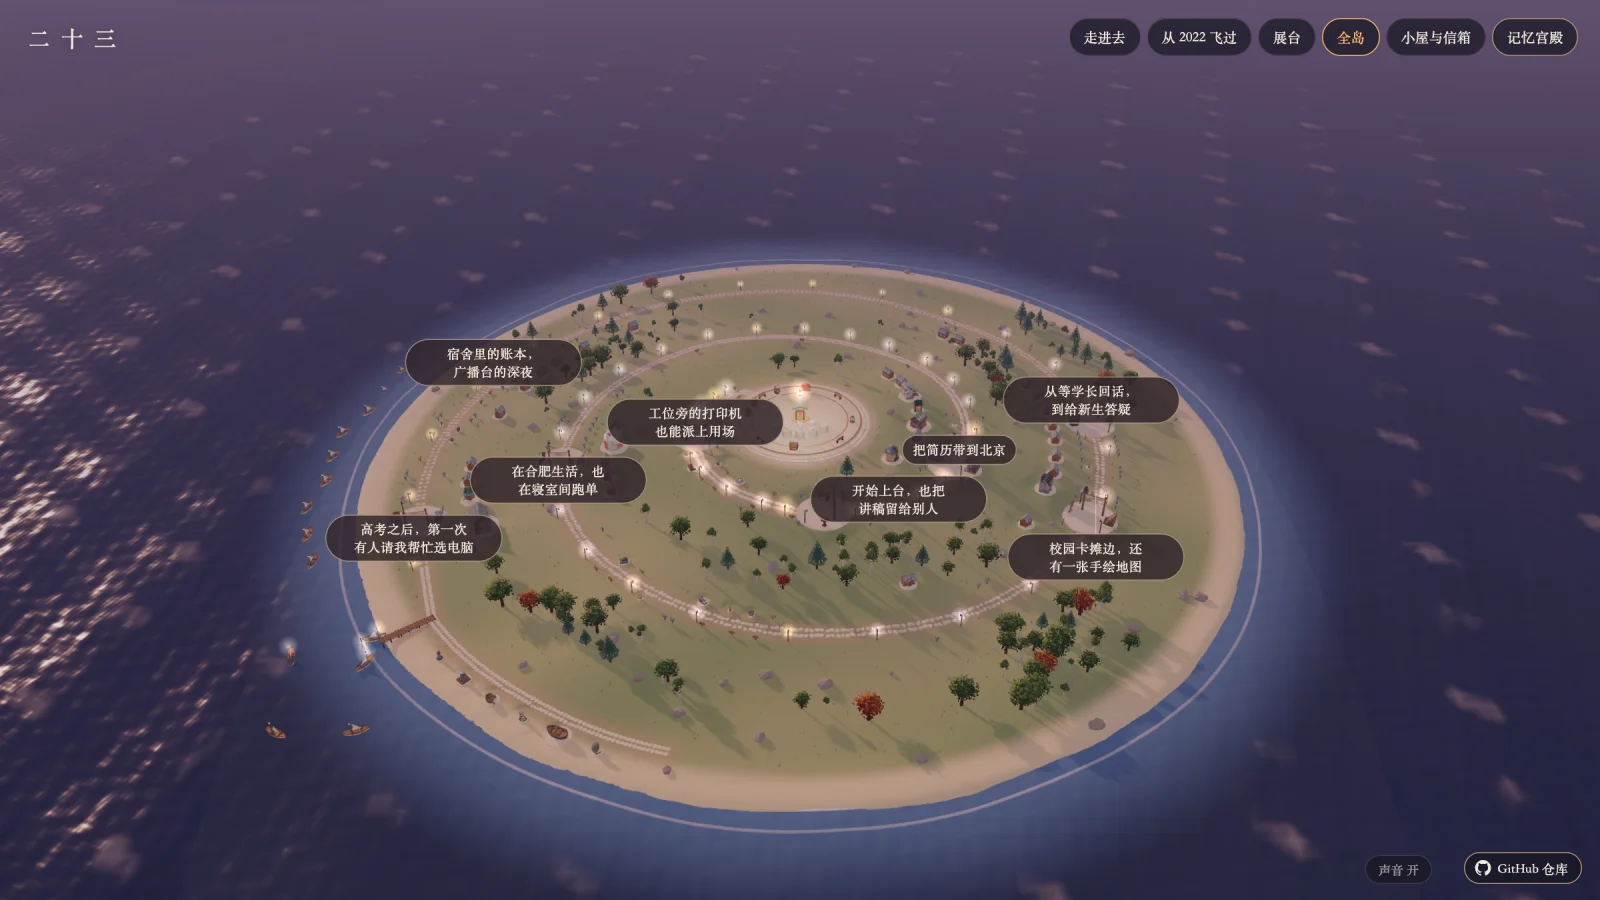 二十三
走进去
从 2022 飞过
展台
全岛
小屋与信箱
记忆宫殿
宿舍里的账本，
广播台的深夜
从等学长回话，
到给新生答疑
工位旁的打印机
也能派上用场
把简历带到北京
在合肥生活，也
在寝室间跑单
开始上台，也把
讲稿留给别人
高考之后，第一次
有人请我帮忙选电脑
校园卡摊边，还
有一张手绘地图
声音 开
GitHub 仓库